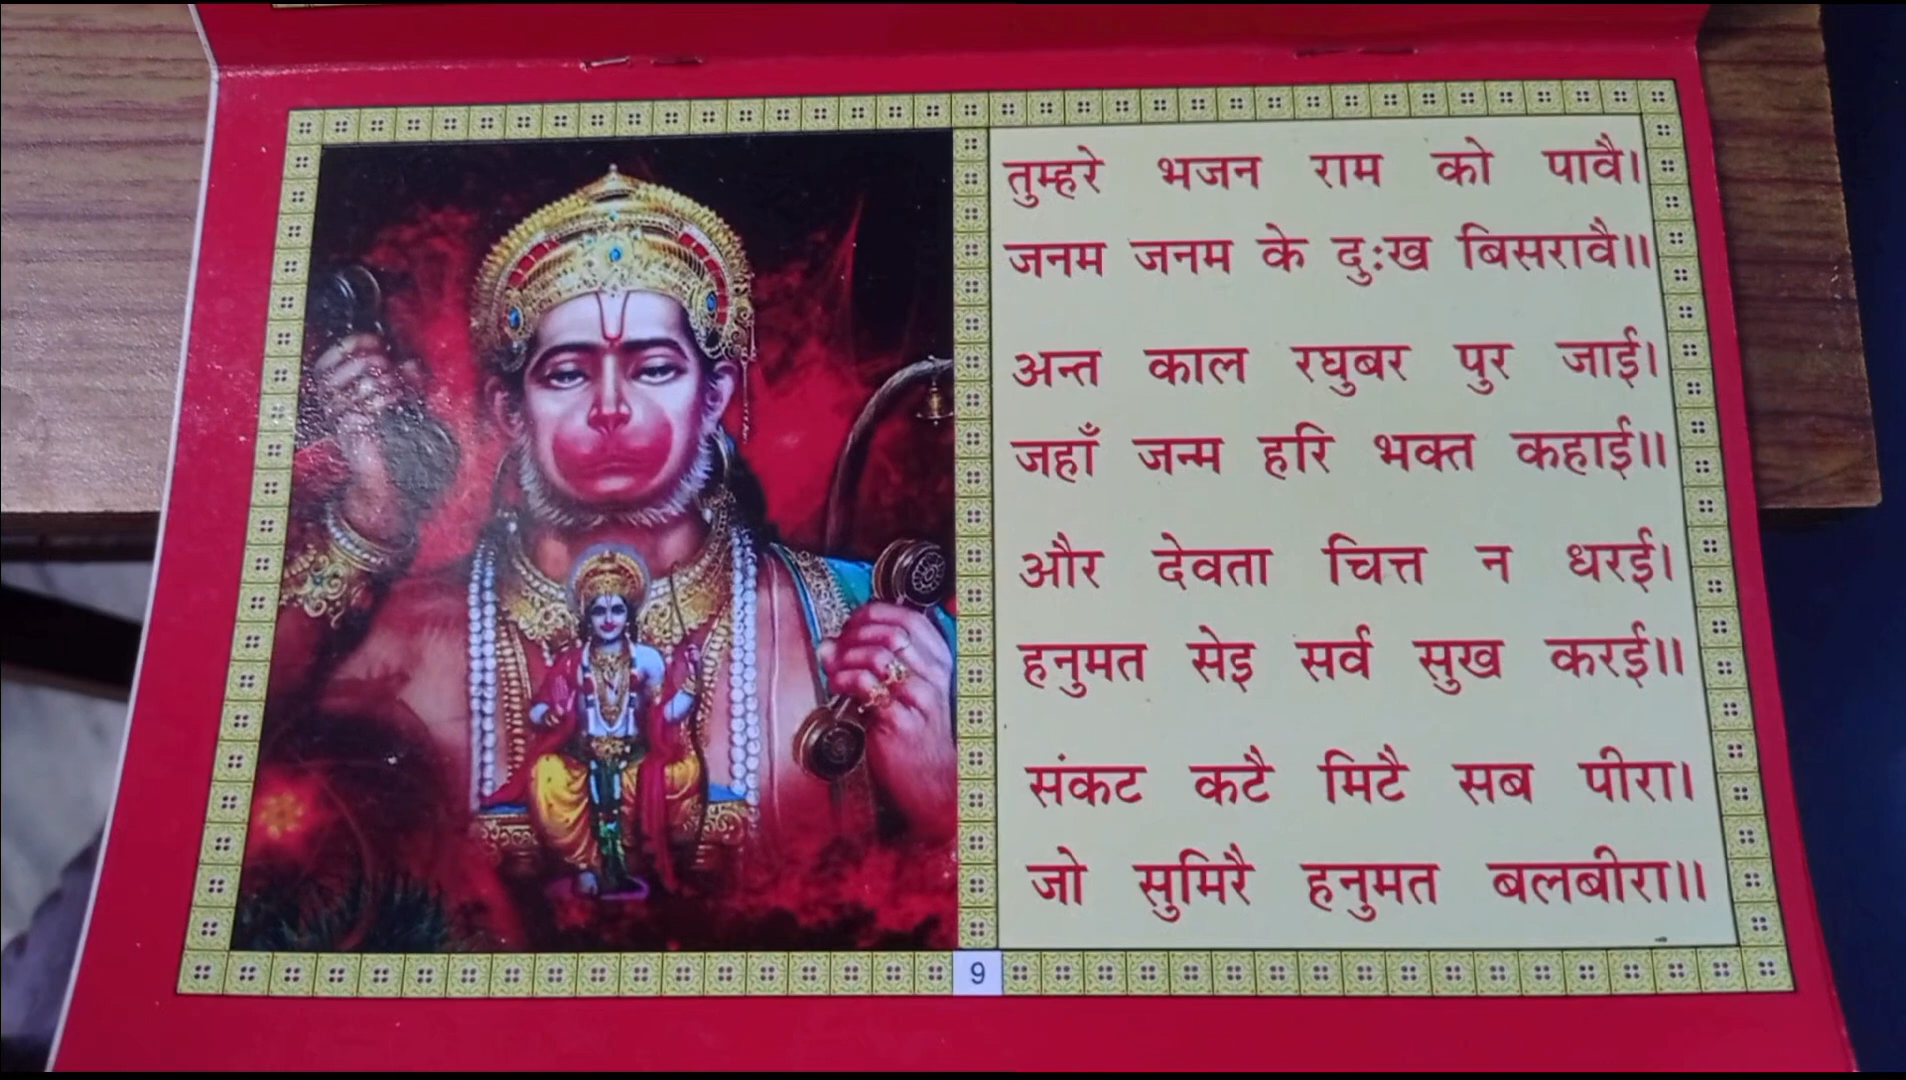 तुम्हरे भजन राम को पावै।
जनम जनम के दुःख बिसरावै॥
अन्त काल रघुबर पुर जाई।
जहाँ जन्म हरि भक्त कहाई॥
और देवता चित्त न धरई।
हनुमत सेइ सर्व सुख करई॥
संकट कटै मिटै सब पीरा।
जो सुमिरै हनुमत बलबीरा॥
9